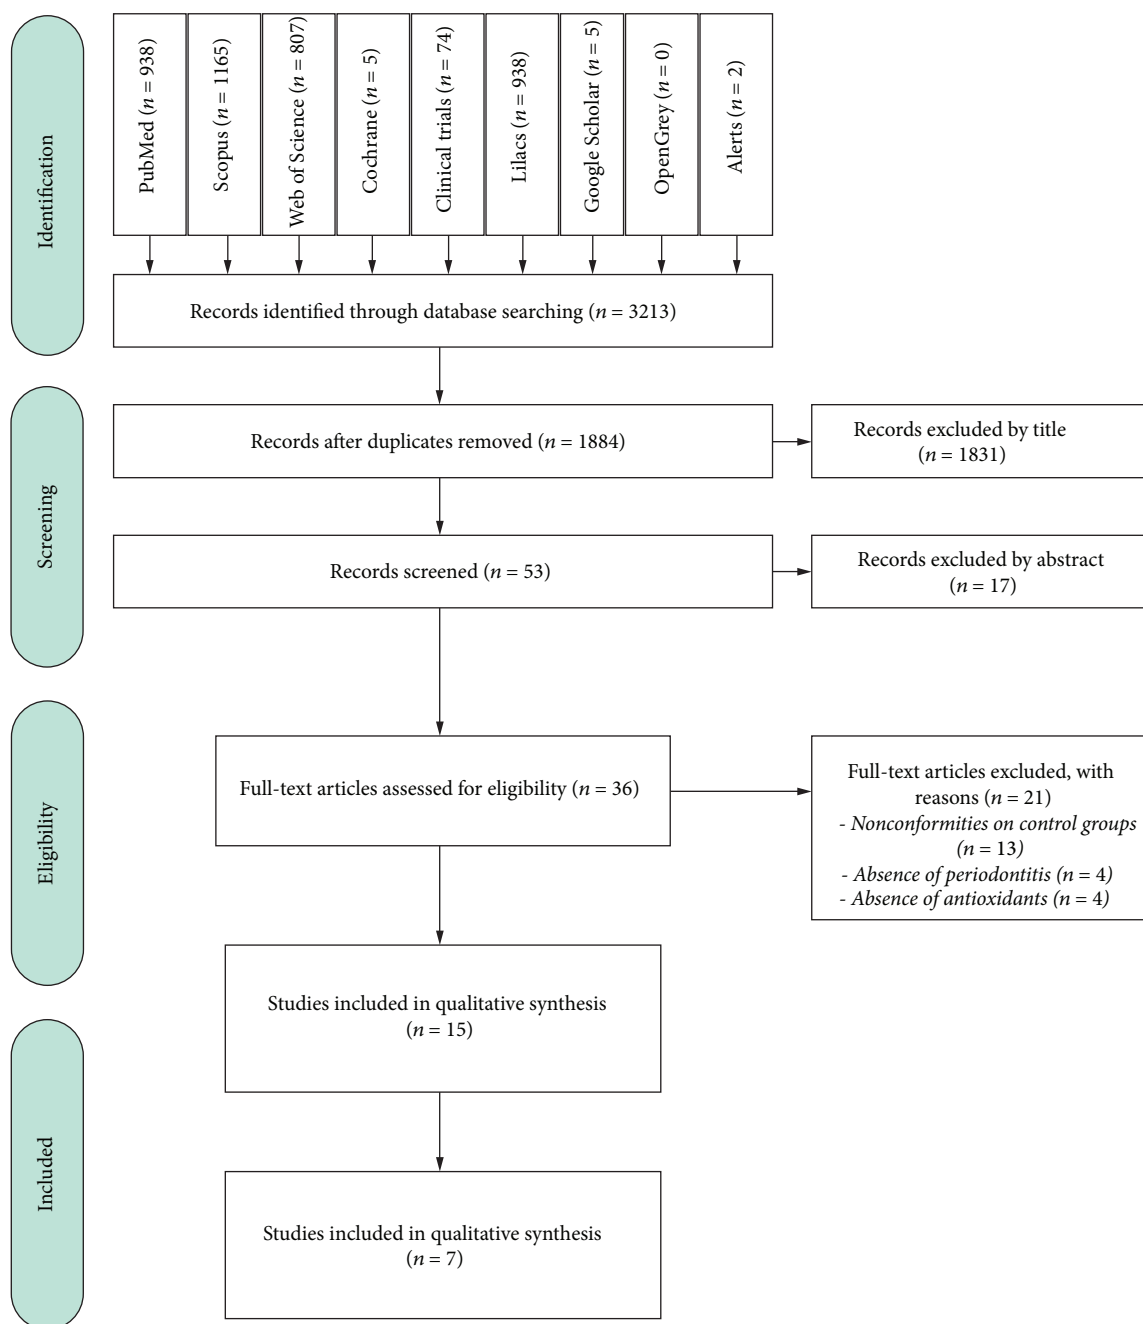 Identification
PubMed (n = 938)
Scopus (n = 1165)
Web of Science (n = 807)
Cochrane (n = 5)
Clinical trials (n = 74)
Lilacs (n = 938)
Google Scholar (n = 5)
OpenGrey (n = 0)
Alerts (n = 2)
Records identified through database searching (n = 3213)
Screening
Records after duplicates removed (n = 1884)
Records excluded by title
(n = 1831)
Records screened (n = 53)
Records excluded by abstract
(n = 17)
Eligibility
Full-text articles assessed for eligibility (n = 36)
Full-text articles excluded, with
reasons (n = 21)
- Nonconformities on control groups
(n = 13)
- Absence of periodontitis (n = 4)
- Absence of antioxidants (n = 4)
Studies included in qualitative synthesis
(n = 15)
Included
Studies included in qualitative synthesis
(n = 7)